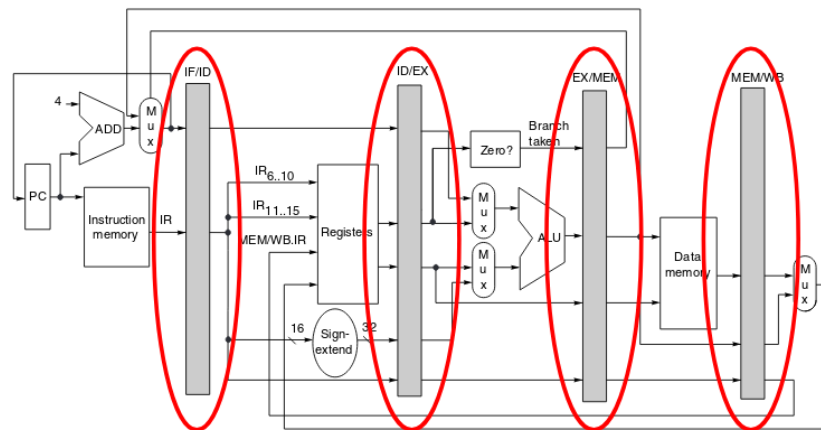 IF/ID
ID/EX
EX/MEM
MEM/WB
4
ADD
M
u
x
Branch
taken
Zero?
PC
Instruction
memory
IR
IR6..10
IR11..15
MEM/WB.IR
Registers
M
u
x
M
u
x
ALU
Data
memory
M
u
x
16
Sign-
extend
32